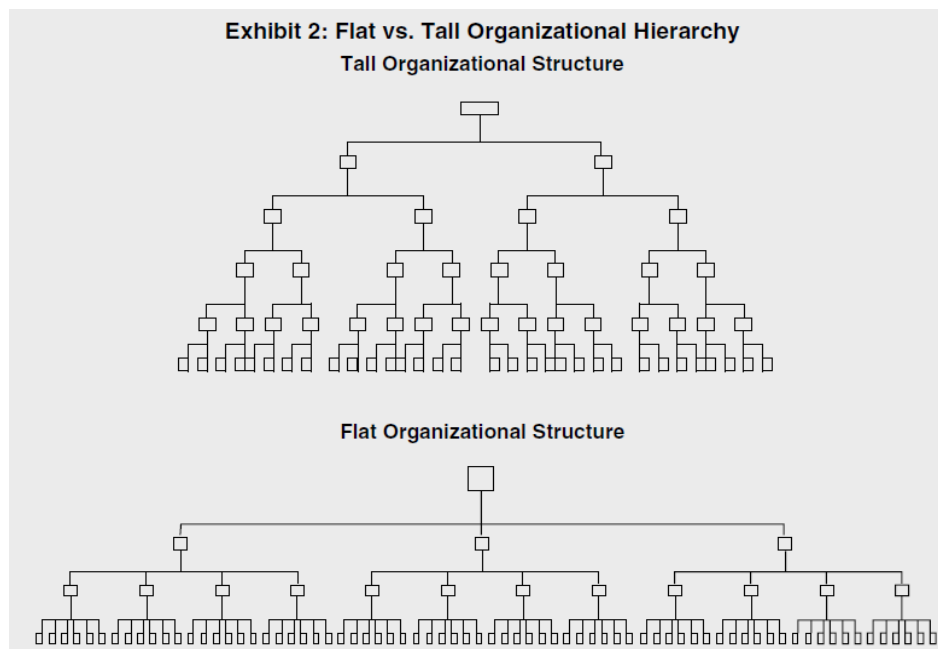 Exhibit 2: Flat vs. Tall Organizational Hierarchy
Tall Organizational Structure
Flat Organizational Structure